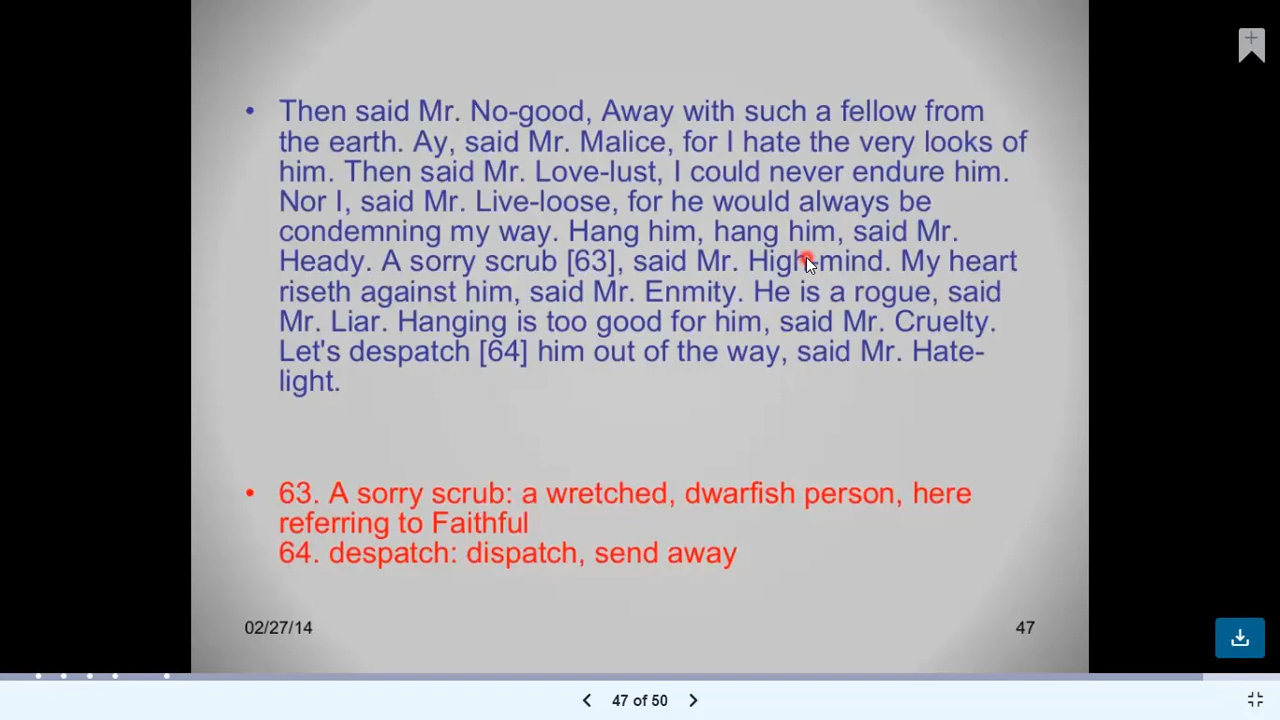 • Then said Mr. No-good, Away with such a fellow from
the earth. Ay, said Mr. Malice, for I hate the very looks of
him. Then said Mr. Love-lust, I could never endure him.
Nor I, said Mr. Live-loose, for he would always be
condemning my way. Hang him, hang him, said Mr.
Heady. A sorry scrub [63], said Mr. High-mind. My heart
riseth against him, said Mr. Enmity. He is a rogue, said
Mr. Liar. Hanging is too good for him, said Mr. Cruelty.
Let's despatch [64] him out of the way, said Mr. Hate-
light.
• 63. A sorry scrub: a wretched, dwarfish person, here
referring to Faithful
64. despatch: dispatch, send away
02/27/14
47
47 of 50